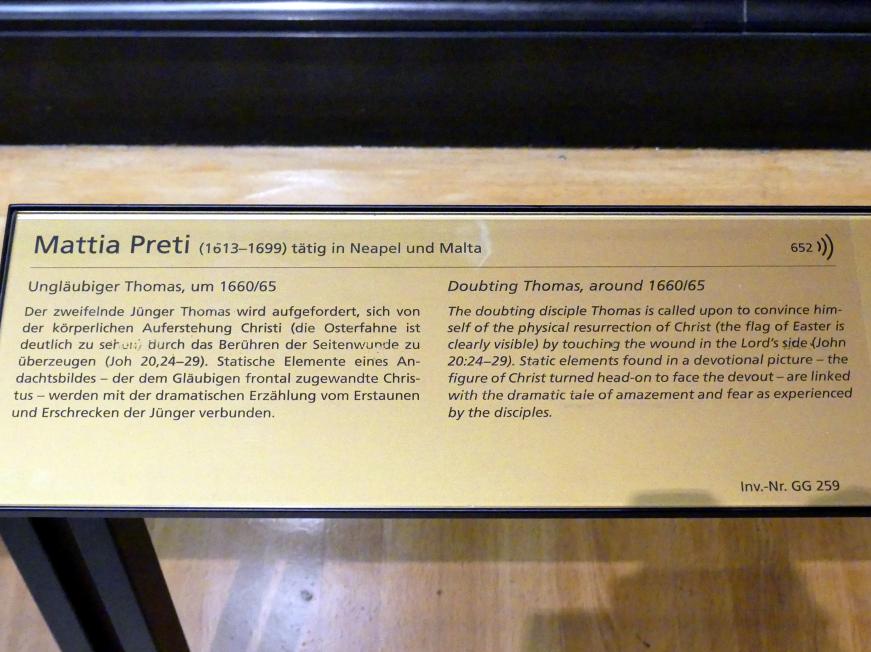 Mattia Preti (1613–1699) tätig in Neapel und Malta
652
Ungläubiger Thomas, um 1660/65
Der zweifelnde Jünger Thomas wird aufgefordert, sich von
der körperlichen Auferstehung Christi (die Osterfahne ist
deutlich zu sehen) durch das Berühren der Seitenwunde zu
überzeugen (Joh 20,24–29). Statische Elemente eines An-
dachtsbildes – der dem Gläubigen frontal zugewandte Chris-
tus – werden mit der dramatischen Erzählung vom Erstaunen
und Erschrecken der Jünger verbunden.
Doubting Thomas, around 1660/65
The doubting disciple Thomas is called upon to convince him-
self of the physical resurrection of Christ (the flag of Easter is
clearly visible) by touching the wound in the Lord's side (John
20:24–29). Static elements found in a devotional picture – the
figure of Christ turned head-on to face the devout – are linked
with the dramatic tale of amazement and fear as experienced
by the disciples.
Inv.-Nr. GG 259